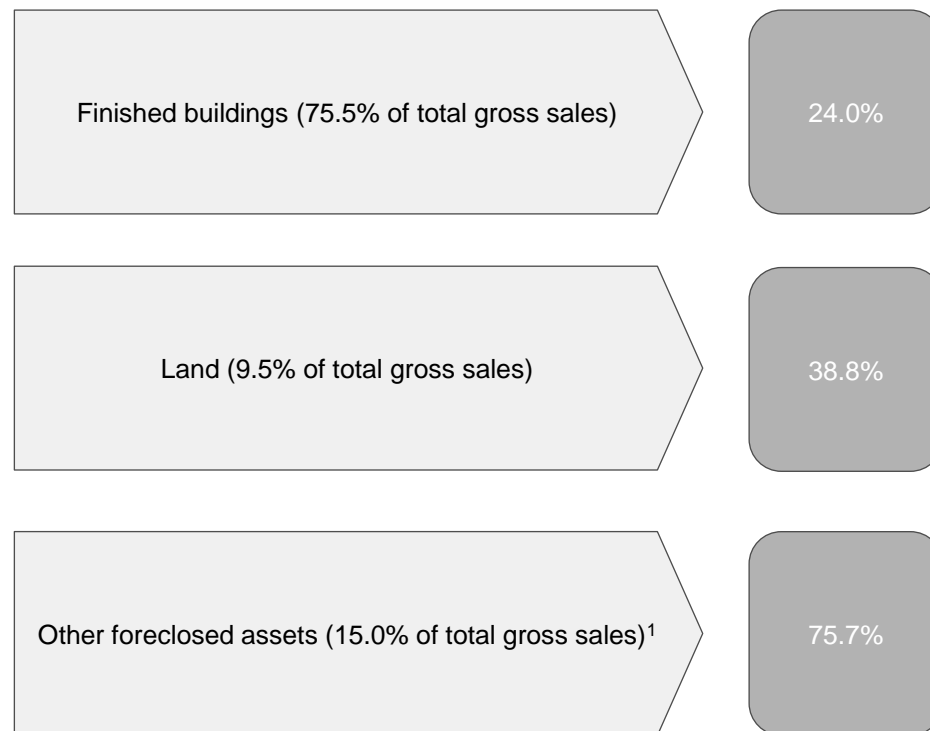 Finished buildings (75.5% of total gross sales)
24.0%
Land (9.5% of total gross sales)
38.8%
Other foreclosed assets (15.0% of total gross sales)1
75.7%